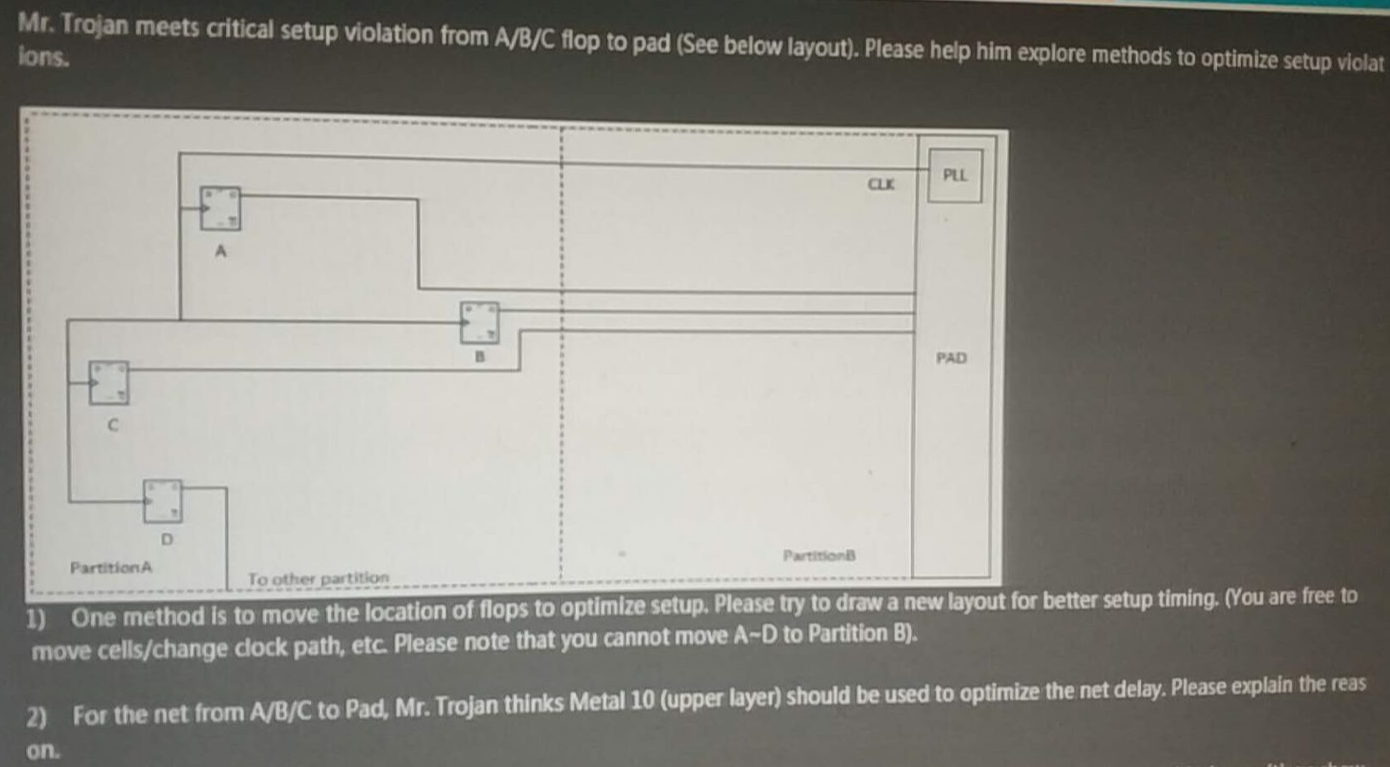 Mr. Trojan meets critical setup violation from A/B/C flop to pad (See below layout). Please help him explore methods to optimize setup violat
ions.
CLK
PLL
A
B
PAD
C
D
PartitionA
PartitionB
To other partition
1) One method is to move the location of flops to optimize setup. Please try to draw a new layout for better setup timing. (You are free to
move cells/change clock path, etc. Please note that you cannot move A~D to Partition B).
2) For the net from A/B/C to Pad, Mr. Trojan thinks Metal 10 (upper layer) should be used to optimize the net delay. Please explain the reas
on.